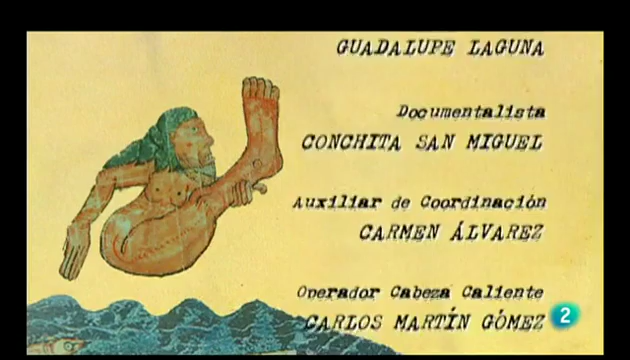 GUADALUPE LAGUNA
Documentalista
CONCHITA SAN MIGUEL
Auxiliar de Coordinación
CARMEN ÁLVAREZ
Operador Cabeza Caliente
CARLOS MARTÍN GÓMEZ
2